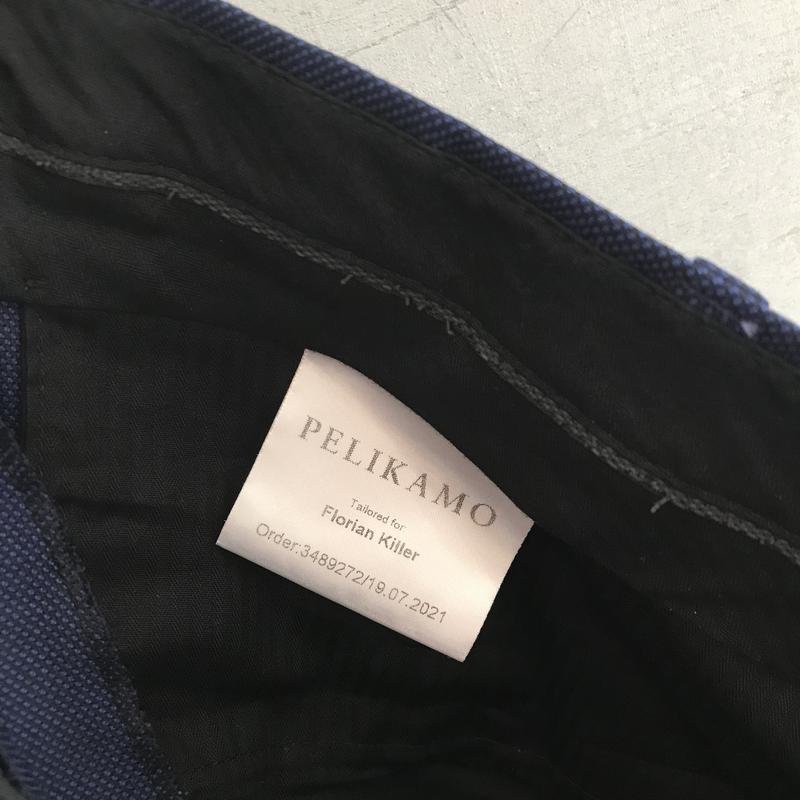 PELIKAMO
Tailored for:
Florian Killer
Order:3489272/19.07.2021